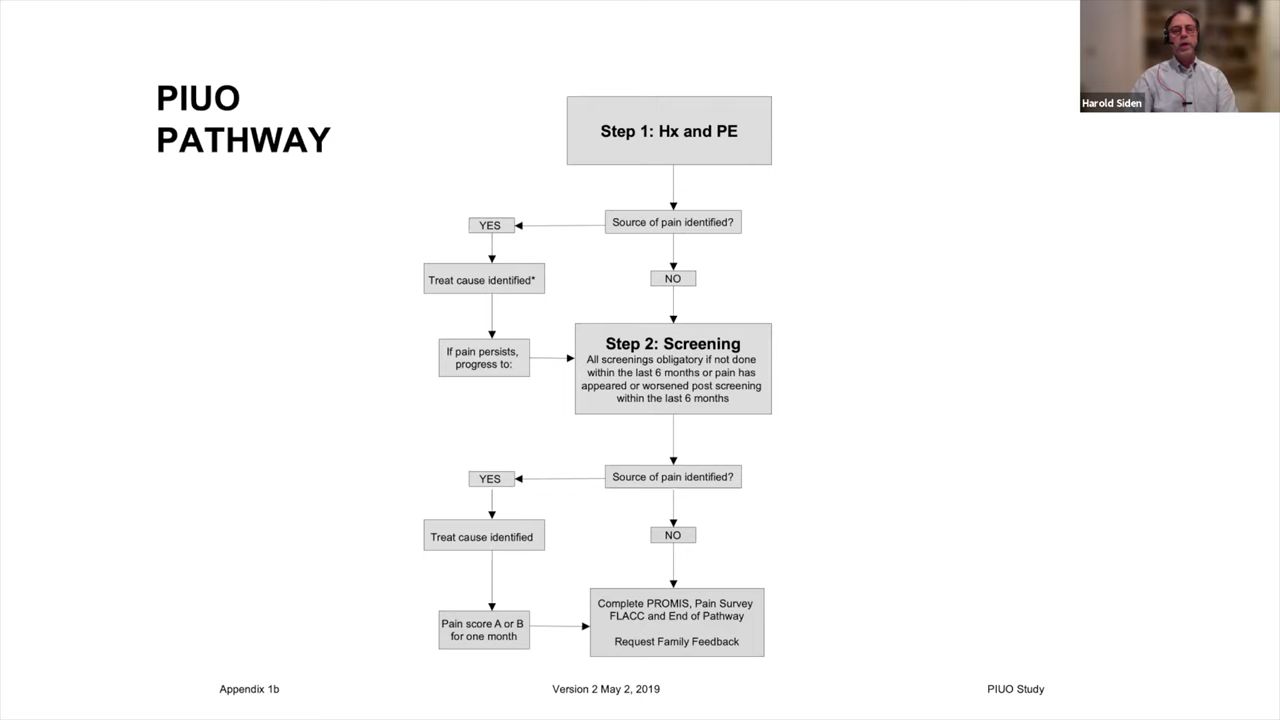 Harold Siden
PIUO
PATHWAY
Step 1: Hx and PE
Source of pain identified?
YES
Treat cause identified*
NO
If pain persists,
progress to:
Step 2: Screening
All screenings obligatory if not done
within the last 6 months or pain has
appeared or worsened post screening
within the last 6 months
Source of pain identified?
YES
Treat cause identified
NO
Pain score A or B
for one month
Complete PROMIS, Pain Survey
FLACC and End of Pathway
Request Family Feedback
Appendix 1b
Version 2 May 2, 2019
PIUO Study